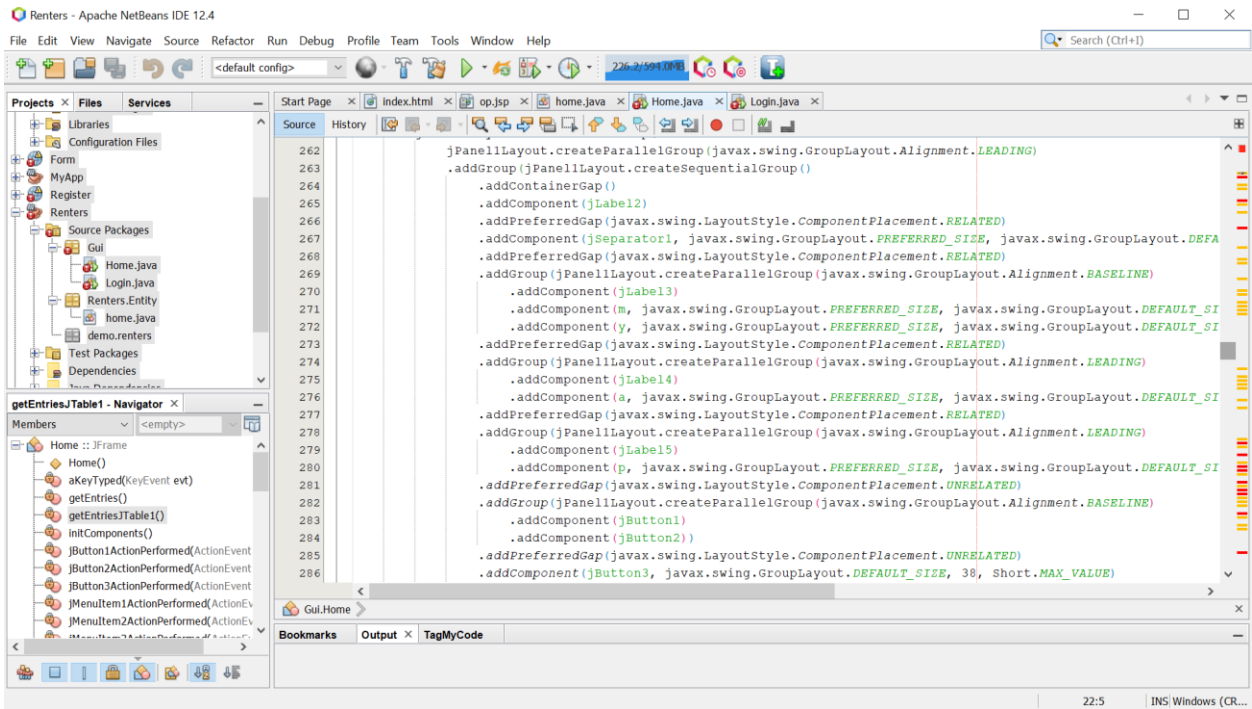 Renters - Apache NetBeans IDE 12.4
File Edit View Navigate Source Refactor Run Debug Profile Team Tools Window Help
Search (Ctrl+I)
<default config>
226.2/594.0MB
Projects Files Services
Start Page index.html op.jsp home.java Home.java Login.java
Source History
Libraries
Configuration Files
Form
MyApp
Register
Renters
Source Packages
Gui
Home.java
Login.java
Renters.Entity
home.java
demo.renters
Test Packages
Dependencies
Java Dependencies
getEntriesJTable1 - Navigator
Members <empty>
Home :: JFrame
Home()
aKeyTyped(KeyEvent evt)
getEntries()
getEntriesJTable1()
initComponents()
jButton1ActionPerformed(ActionEvent
jButton2ActionPerformed(ActionEvent
jButton3ActionPerformed(ActionEvent
jMenuItem1ActionPerformed(ActionEv
jMenuItem2ActionPerformed(ActionEv
262 jPanel1Layout.createParallelGroup(javax.swing.GroupLayout.Alignment.LEADING)
263 .addGroup(jPanel1Layout.createSequentialGroup()
264 .addContainerGap()
265 .addComponent(jLabel2)
266 .addPreferredGap(javax.swing.LayoutStyle.ComponentPlacement.RELATED)
267 .addComponent(jSeparator1, javax.swing.GroupLayout.PREFERRED_SIZE, javax.swing.GroupLayout.DEFA
268 .addPreferredGap(javax.swing.LayoutStyle.ComponentPlacement.RELATED)
269 .addGroup(jPanel1Layout.createParallelGroup(javax.swing.GroupLayout.Alignment.BASELINE)
270 .addComponent(jLabel3)
271 .addComponent(m, javax.swing.GroupLayout.PREFERRED_SIZE, javax.swing.GroupLayout.DEFAULT_SI
272 .addComponent(y, javax.swing.GroupLayout.PREFERRED_SIZE, javax.swing.GroupLayout.DEFAULT_SI
273 .addPreferredGap(javax.swing.LayoutStyle.ComponentPlacement.RELATED)
274 .addGroup(jPanel1Layout.createParallelGroup(javax.swing.GroupLayout.Alignment.LEADING)
275 .addComponent(jLabel4)
276 .addComponent(a, javax.swing.GroupLayout.PREFERRED_SIZE, javax.swing.GroupLayout.DEFAULT_SI
277 .addPreferredGap(javax.swing.LayoutStyle.ComponentPlacement.RELATED)
278 .addGroup(jPanel1Layout.createParallelGroup(javax.swing.GroupLayout.Alignment.LEADING)
279 .addComponent(jLabel5)
280 .addComponent(p, javax.swing.GroupLayout.PREFERRED_SIZE, javax.swing.GroupLayout.DEFAULT_SI
281 .addPreferredGap(javax.swing.LayoutStyle.ComponentPlacement.UNRELATED)
282 .addGroup(jPanel1Layout.createParallelGroup(javax.swing.GroupLayout.Alignment.BASELINE)
283 .addComponent(jButton1)
284 .addComponent(jButton2))
285 .addPreferredGap(javax.swing.LayoutStyle.ComponentPlacement.UNRELATED)
286 .addComponent(jButton3, javax.swing.GroupLayout.DEFAULT_SIZE, 38, Short.MAX_VALUE)
Gui.Home
Bookmarks Output TagMyCode
22:5 INS Windows (CR...